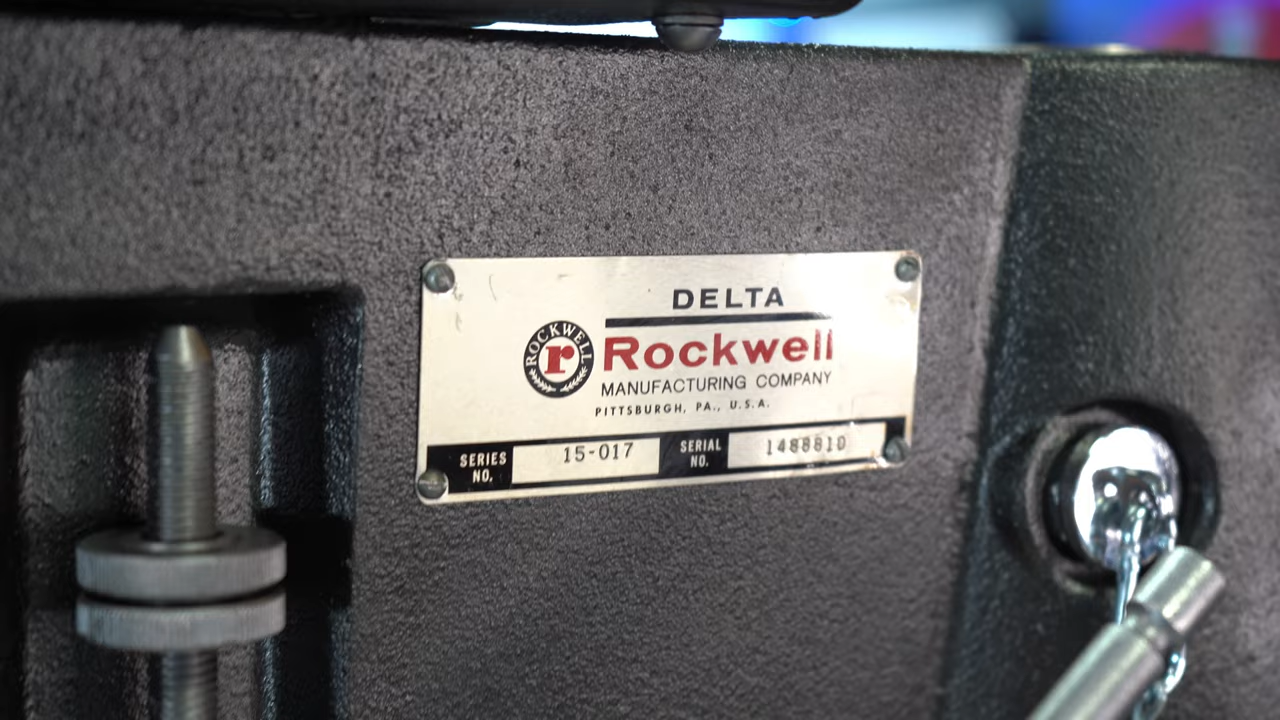 DELTA
ROCKWELL
r
Rockwell
MANUFACTURING COMPANY
PITTSBURGH, PA., U.S.A.
SERIES NO. 15-017
SERIAL NO. 1488810